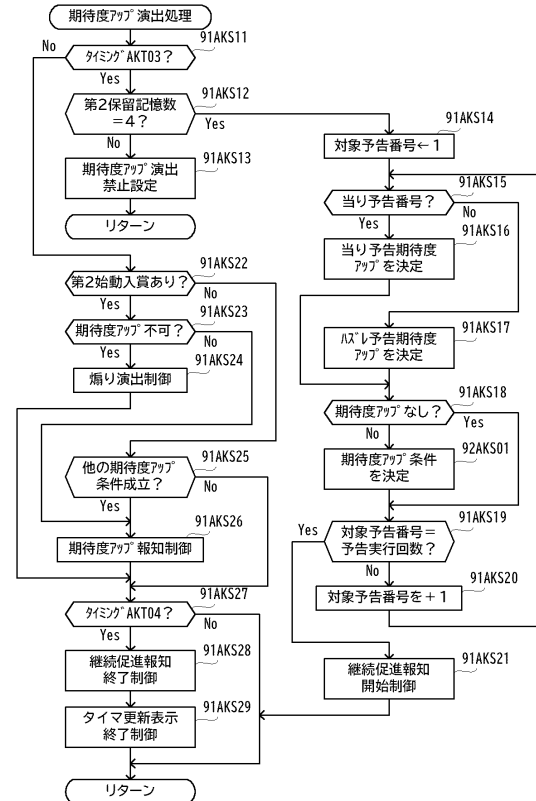 期待度アップ演出処理
91AKS11
タイミングAKT03？
No
Yes
91AKS12
第2保留記憶数
＝4？
Yes
No
91AKS13
期待度アップ演出
禁止設定
リターン
91AKS14
対象予告番号←1
91AKS15
当り予告番号？
Yes
No
91AKS16
当り予告期待度
アップを決定
91AKS17
ハズレ予告期待度
アップを決定
91AKS18
期待度アップなし？
Yes
No
92AKS01
期待度アップ条件
を決定
91AKS19
対象予告番号＝
予告実行回数？
Yes
No
91AKS20
対象予告番号を＋1
91AKS21
継続促進報知
開始制御
91AKS22
第2始動入賞あり？
Yes
No
91AKS23
期待度アップ不可？
Yes
No
91AKS24
煽り演出制御
91AKS25
他の期待度アップ
条件成立？
Yes
No
91AKS26
期待度アップ報知制御
91AKS27
タイミングAKT04？
Yes
No
91AKS28
継続促進報知
終了制御
91AKS29
タイマ更新表示
終了制御
リターン